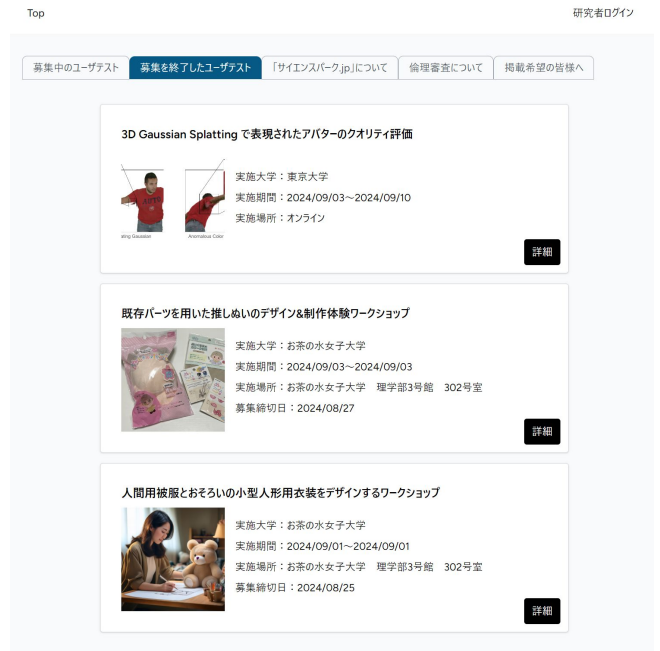 Top
研究者ログイン
募集中のユーザテスト
募集を終了したユーザテスト
「サイエンスパーク.jp」について
倫理審査について
掲載希望の皆様へ
3D Gaussian Splatting で表現されたアバターのクオリティ評価
実施大学：東京大学
実施期間：2024/09/03～2024/09/10
実施場所：オンライン
ating Gaussian
Anomalous Color
詳細
既存パーツを用いた推しぬいのデザイン&制作体験ワークショップ
実施大学：お茶の水女子大学
実施期間：2024/09/03～2024/09/03
実施場所：お茶の水女子大学　理学部3号館　302号室
募集締切日：2024/08/27
詳細
人間用被服とおそろいの小型人形用衣装をデザインするワークショップ
実施大学：お茶の水女子大学
実施期間：2024/09/01～2024/09/01
実施場所：お茶の水女子大学　理学部3号館　302号室
募集締切日：2024/08/25
詳細